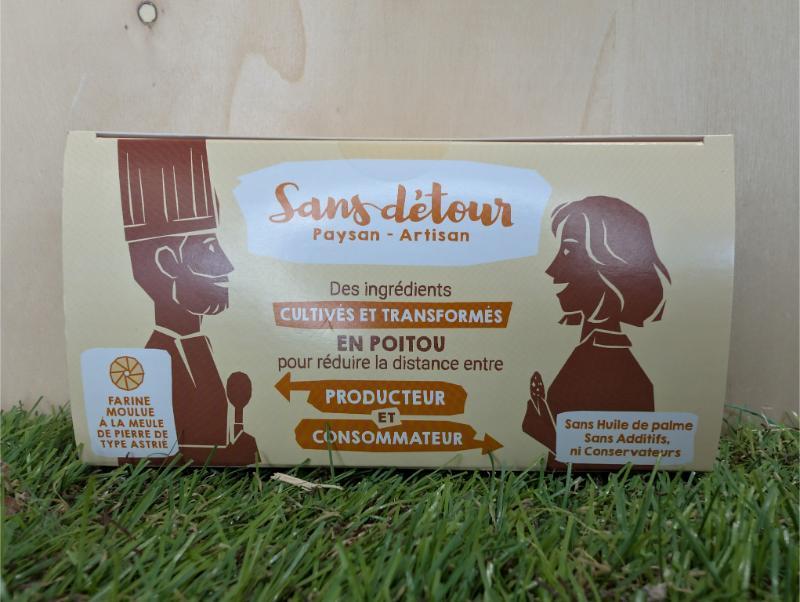 Sans détour
Paysan - Artisan
Des ingrédients
CULTIVÉS ET TRANSFORMÉS
EN POITOU
pour réduire la distance entre
PRODUCTEUR
ET
CONSOMMATEUR
FARINE
MOULUE
À LA MEULE
DE PIERRE DE
TYPE ASTRIÉ
Sans Huile de palme
Sans Additifs,
ni Conservateurs